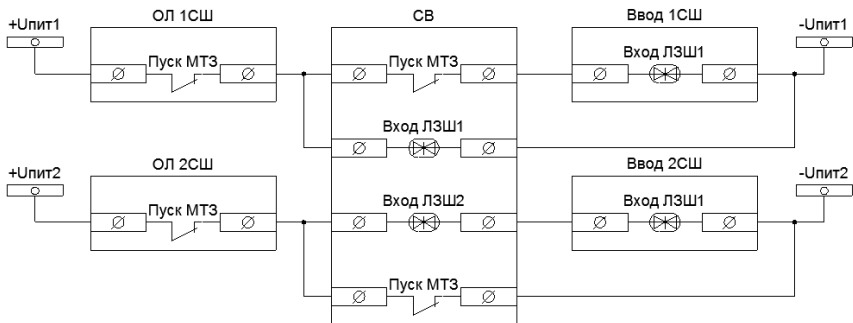 +Uпит1
ОЛ 1СШ
СВ
Ввод 1СШ
-Uпит1
Пуск МТЗ
Пуск МТЗ
Вход ЛЗШ1
Вход ЛЗШ1
+Uпит2
ОЛ 2СШ
Ввод 2СШ
-Uпит2
Пуск МТЗ
Вход ЛЗШ2
Вход ЛЗШ1
Пуск МТЗ